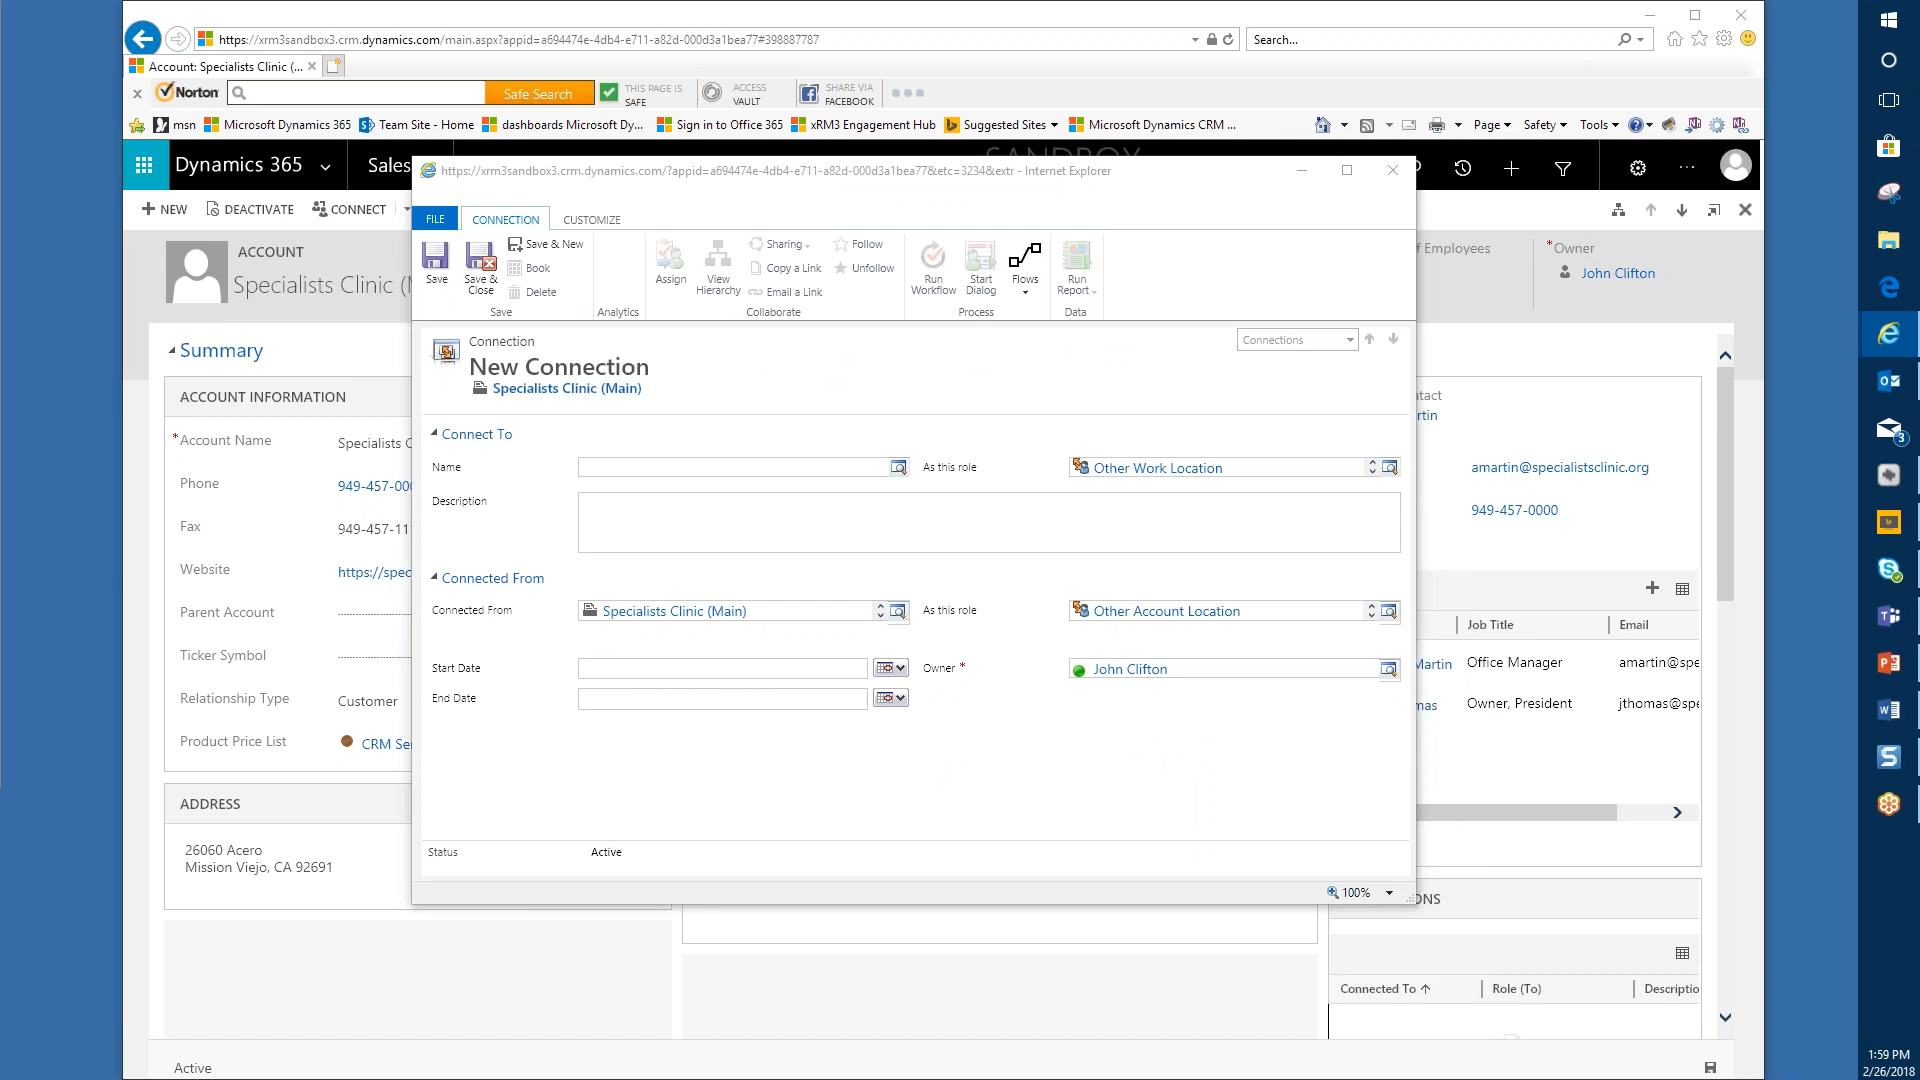 https://xrm3sandbox3.crm.dynamics.com/main.aspx?appid=a694474e-4db4-e711-a82d-000d3a1bea77#398887787
Search...
Account: Specialists Clinic (...
Norton
Safe Search
THIS PAGE IS SAFE
ACCESS VAULT
SHARE VIA FACEBOOK
msn
Microsoft Dynamics 365
Team Site - Home
dashboards Microsoft Dy...
Sign in to Office 365
xRM3 Engagement Hub
Suggested Sites
Microsoft Dynamics CRM ...
Page
Safety
Tools
Dynamics 365
Sales
SANDBOX
https://xrm3sandbox3.crm.dynamics.com/?appid=a694474e-4db4-e711-a82d-000d3a1bea77&etc=3234&extr - Internet Explorer
NEW
DEACTIVATE
CONNECT
FILE
CONNECTION
CUSTOMIZE
Save
Save & Close
Save & New
Book
Delete
Save
Analytics
Assign
View Hierarchy
Sharing
Copy a Link
Email a Link
Follow
Unfollow
Collaborate
Run Workflow
Start Dialog
Flows
Process
Run Report
Data
ACCOUNT
Specialists Clinic (
f Employees
*Owner
John Clifton
Connection
New Connection
Specialists Clinic (Main)
Connections
Connect To
Name
As this role
Other Work Location
Description
Connected From
Connected From
Specialists Clinic (Main)
As this role
Other Account Location
Start Date
Owner *
John Clifton
End Date
Status
Active
100%
Summary
ACCOUNT INFORMATION
*Account Name
Specialists C
Phone
949-457-00
Fax
949-457-11
Website
https://spec
Parent Account
Ticker Symbol
Relationship Type
Customer
Product Price List
CRM Se
ADDRESS
26060 Acero
Mission Viejo, CA 92691
tact
rtin
amartin@specialistsclinic.org
949-457-0000
Job Title
Email
Martin
Office Manager
amartin@spe
mas
Owner, President
jthomas@spe
ONS
Connected To
Role (To)
Descriptio
Active
3
1:59 PM
2/26/2018